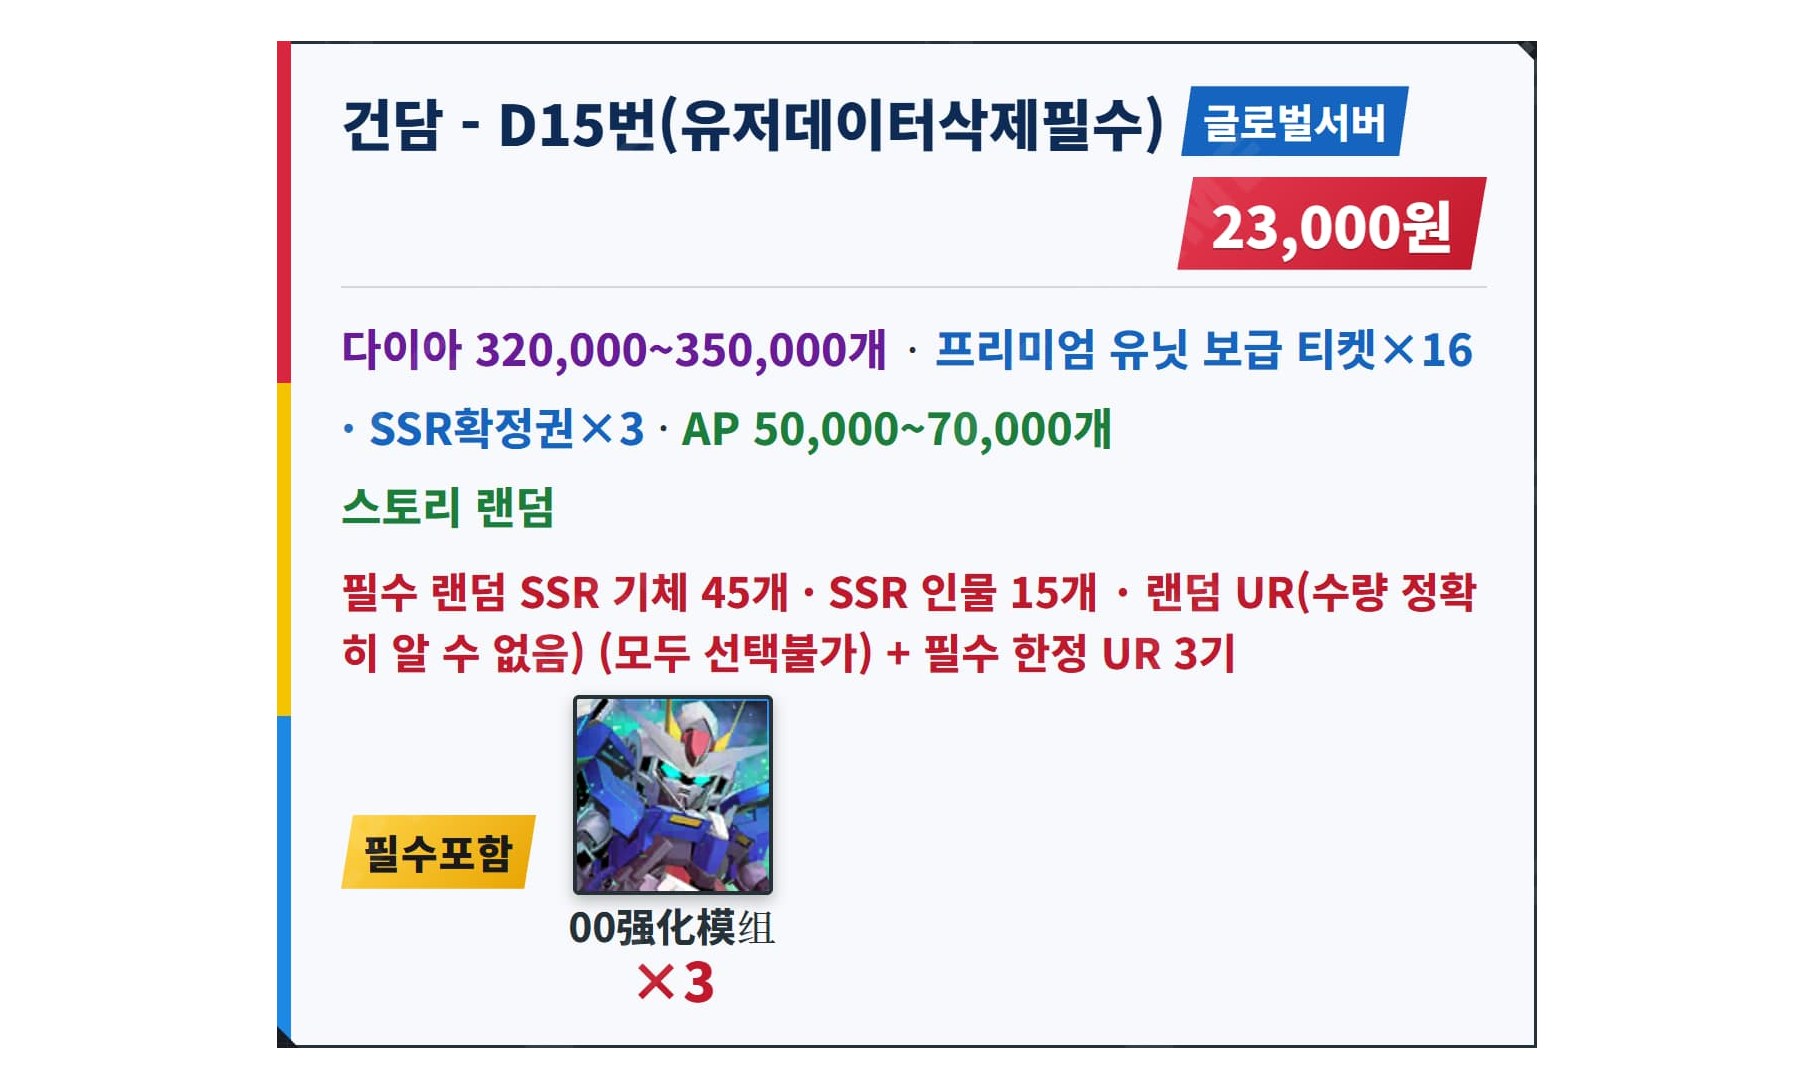 건담 - D15번(유저데이터삭제필수) 글로벌서버
23,000원
다이아 320,000~350,000개 · 프리미엄 유닛 보급 티켓×16
· SSR확정권×3 · AP 50,000~70,000개
스토리 랜덤
필수 랜덤 SSR 기체 45개 · SSR 인물 15개 · 랜덤 UR(수량 정확
히 알 수 없음) (모두 선택불가) + 필수 한정 UR 3기
필수포함
00强化模组
×3